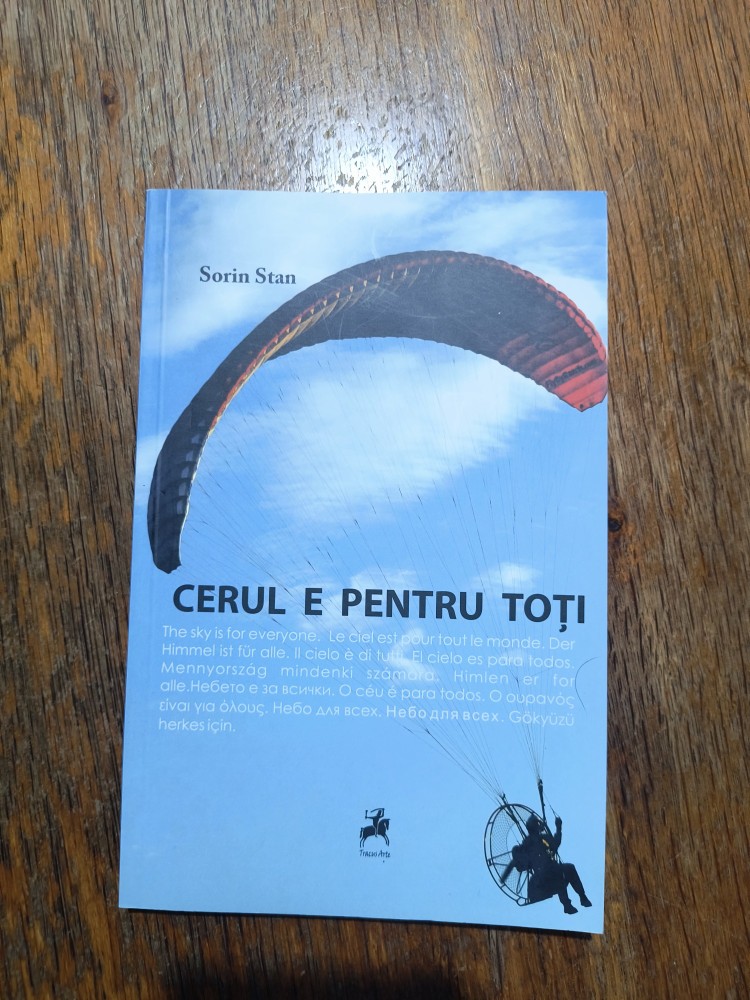 Sorin Stan
CERUL E PENTRU TOȚI
The sky is for everyone. Le ciel est pour tout le monde. Der
Himmel ist für alle. Il cielo è di tutti. El cielo es para todos.
Mennyország mindenki számára. Himlen er for
alle.Небето е за всички. O céu é para todos. Ο ουρανός
είναι για όλους. Небо для всех. Небо для всех. Gökyüzü
herkes için.
Tracus Arte